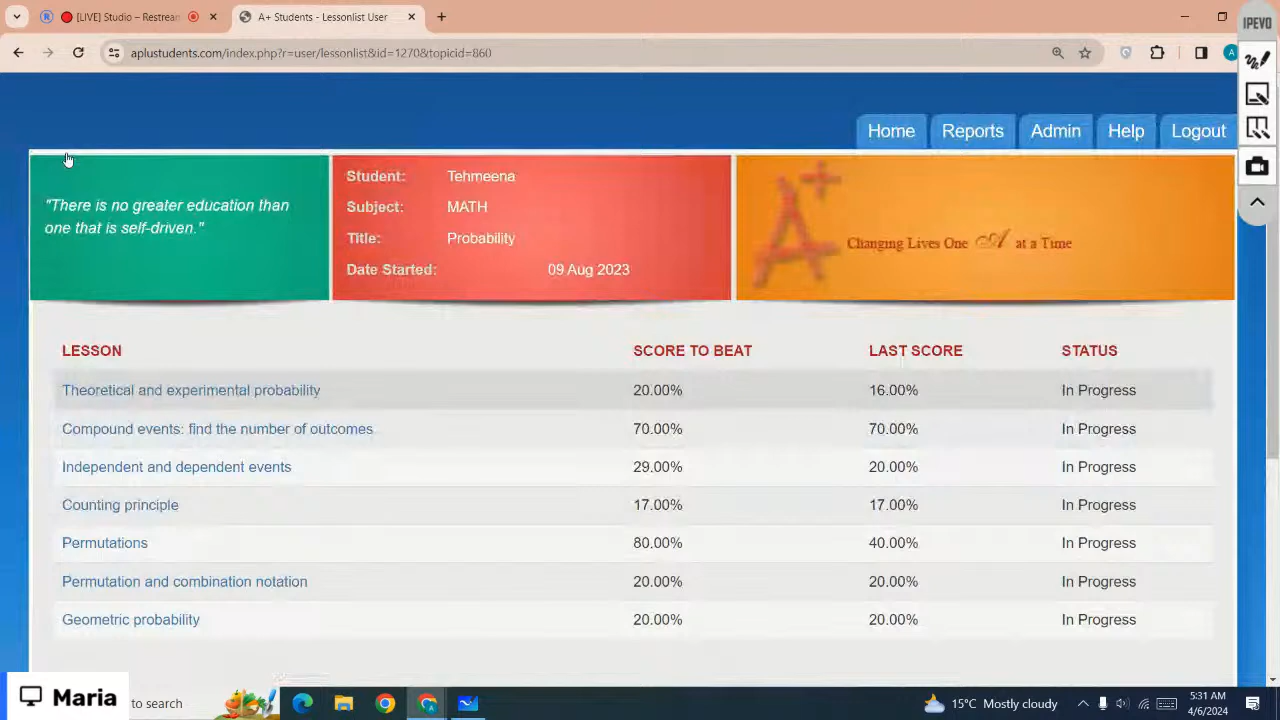 [LIVE] Studio – Restream
A+ Students - Lessonlist User
IPEVO
aplustudents.com/index.php?r=user/lessonlist&id=1270&topicid=860
A
Home Reports Admin Help Logout
"There is no greater education than
one that is self-driven."
Student: Tehmeena
Subject: MATH
Title: Probability
Date Started: 09 Aug 2023
A+
Changing Lives One A at a Time
LESSON SCORE TO BEAT LAST SCORE STATUS
Theoretical and experimental probability 20.00% 16.00% In Progress
Compound events: find the number of outcomes 70.00% 70.00% In Progress
Independent and dependent events 29.00% 20.00% In Progress
Counting principle 17.00% 17.00% In Progress
Permutations 80.00% 40.00% In Progress
Permutation and combination notation 20.00% 20.00% In Progress
Geometric probability 20.00% 20.00% In Progress
Maria
to search
15°C Mostly cloudy
5:31 AM
4/6/2024